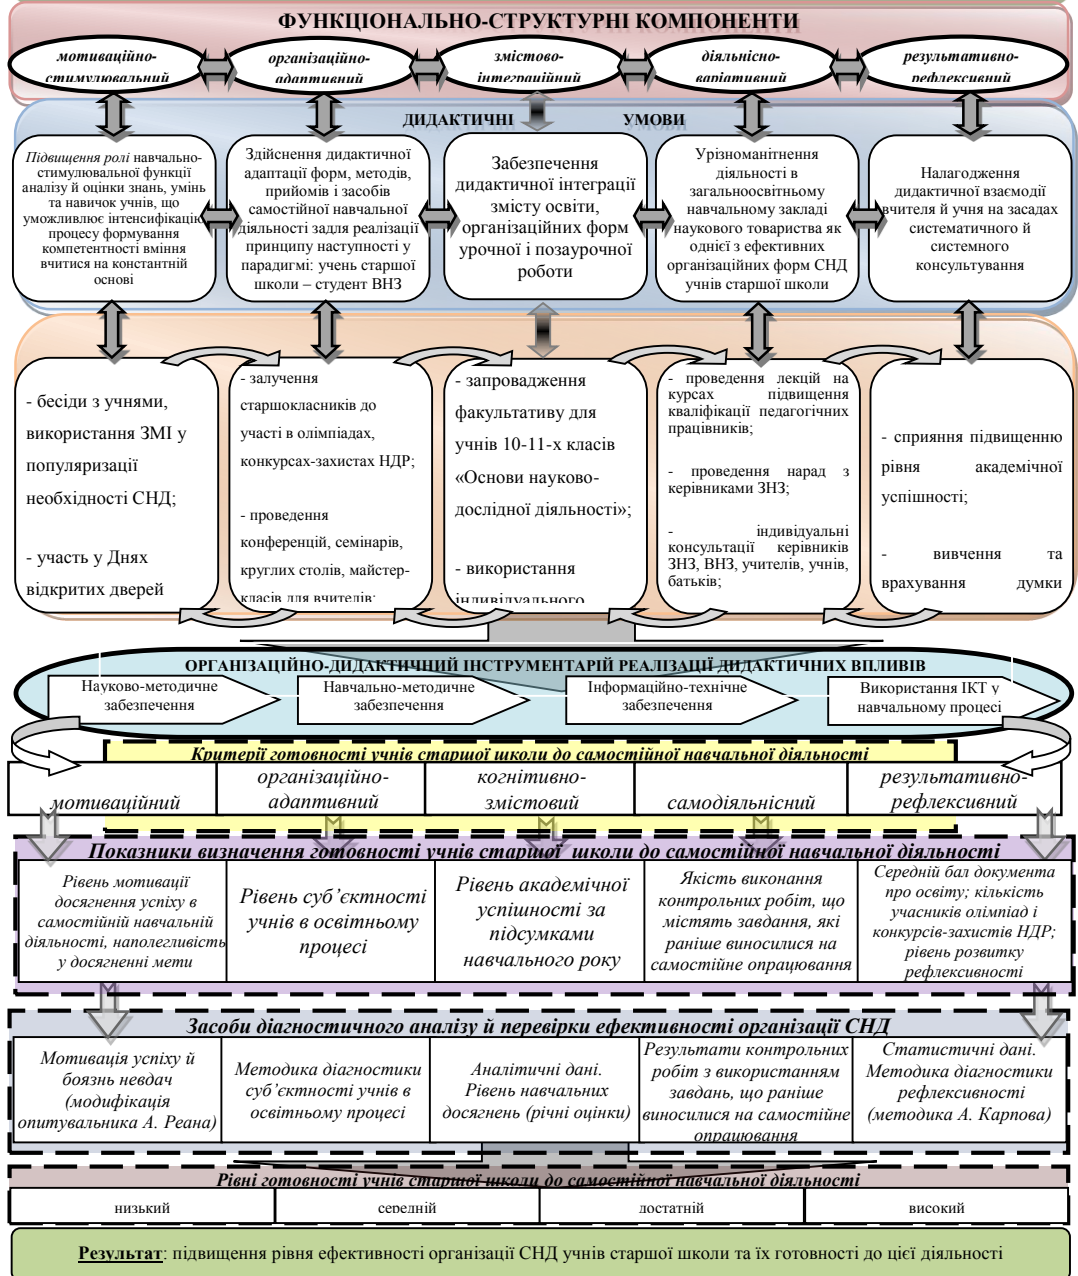 ФУНКЦІОНАЛЬНО-СТРУКТУРНІ КОМПОНЕНТИ
мотиваційно-
стимулювальний
організаційно-
адаптивний
змістово-
інтеграційний
діяльнісно-
варіативний
результативно-
рефлексивний
ДИДАКТИЧНІ УМОВИ
Підвищення ролі навчально-
стимулювальної функції
аналізу й оцінки знань, умінь
та навичок учнів, що
уможливлює інтенсифікацію
процесу формування
компетентності вміння
вчитися на константній
основі
Здійснення дидактичної
адаптації форм, методів,
прийомів і засобів
самостійної навчальної
діяльності задля реалізації
принципу наступності у
парадигмі: учень старшої
школи – студент ВНЗ
Забезпечення
дидактичної інтеграції
змісту освіти,
організаційних форм
урочної і позаурочної
роботи
Урізноманітнення
діяльності в
загальноосвітньому
навчальному закладі
наукового товариства як
однієї з ефективних
організаційних форм СНД
учнів старшої школи
Налагодження
дидактичної взаємодії
вчителя й учня на засадах
систематичного й
системного
консультування
- бесіди з учнями,
використання ЗМІ у
популяризації
необхідності СНД;
- участь у Днях
відкритих дверей
- залучення
старшокласників до
участі в олімпіадах,
конкурсах-захистах НДР;
- проведення
конференцій, семінарів,
круглих столів, майстер-
класів для вчителів;
- запровадження
факультативу для
учнів 10-11-х класів
«Основи науково-
дослідної діяльності»;
- використання
індивідуального
- проведення лекцій на
курсах підвищення
кваліфікації педагогічних
працівників;
- проведення нарад з
керівниками ЗНЗ;
- індивідуальні
консультації керівників
ЗНЗ, ВНЗ, учителів, учнів,
батьків;
- сприяння підвищенню
рівня академічної
успішності;
- вивчення та
врахування думки
ОРГАНІЗАЦІЙНО-ДИДАКТИЧНИЙ ІНСТРУМЕНТАРІЙ РЕАЛІЗАЦІЇ ДИДАКТИЧНИХ ВПЛИВІВ
Науково-методичне
забезпечення
Навчально-методичне
забезпечення
Інформаційно-технічне
забезпечення
Використання ІКТ у
навчальному процесі
Критерії готовності учнів старшої школи до самостійної навчальної діяльності
мотиваційний
організаційно-
адаптивний
когнітивно-
змістовий
самодіяльнісний
результативно-
рефлексивний
Показники визначення готовності учнів старшої школи до самостійної навчальної діяльності
Рівень мотивації
досягнення успіху в
самостійній навчальній
діяльності, наполегливість
у досягненні мети
Рівень суб’єктності
учнів в освітньому
процесі
Рівень академічної
успішності за
підсумками
навчального року
Якість виконання
контрольних робіт, що
містять завдання, які
раніше виносилися на
самостійне опрацювання
Середній бал документа
про освіту; кількість
учасників олімпіад і
конкурсів-захистів НДР;
рівень розвитку
рефлексивності
Засоби діагностичного аналізу й перевірки ефективності організації СНД
Мотивація успіху й
боязнь невдач
(модифікація
опитувальника А. Реана)
Методика діагностики
суб’єктності учнів в
освітньому процесі
Аналітичні дані.
Рівень навчальних
досягнень (річні оцінки)
Результати контрольних
робіт з використанням
завдань, що раніше
виносилися на самостійне
опрацювання
Статистичні дані.
Методика діагностики
рефлексивності
(методика А. Карпова)
Рівні готовності учнів старшої школи до самостійної навчальної діяльності
низький
середній
достатній
високий
Результат: підвищення рівня ефективності організації СНД учнів старшої школи та їх готовності до цієї діяльності